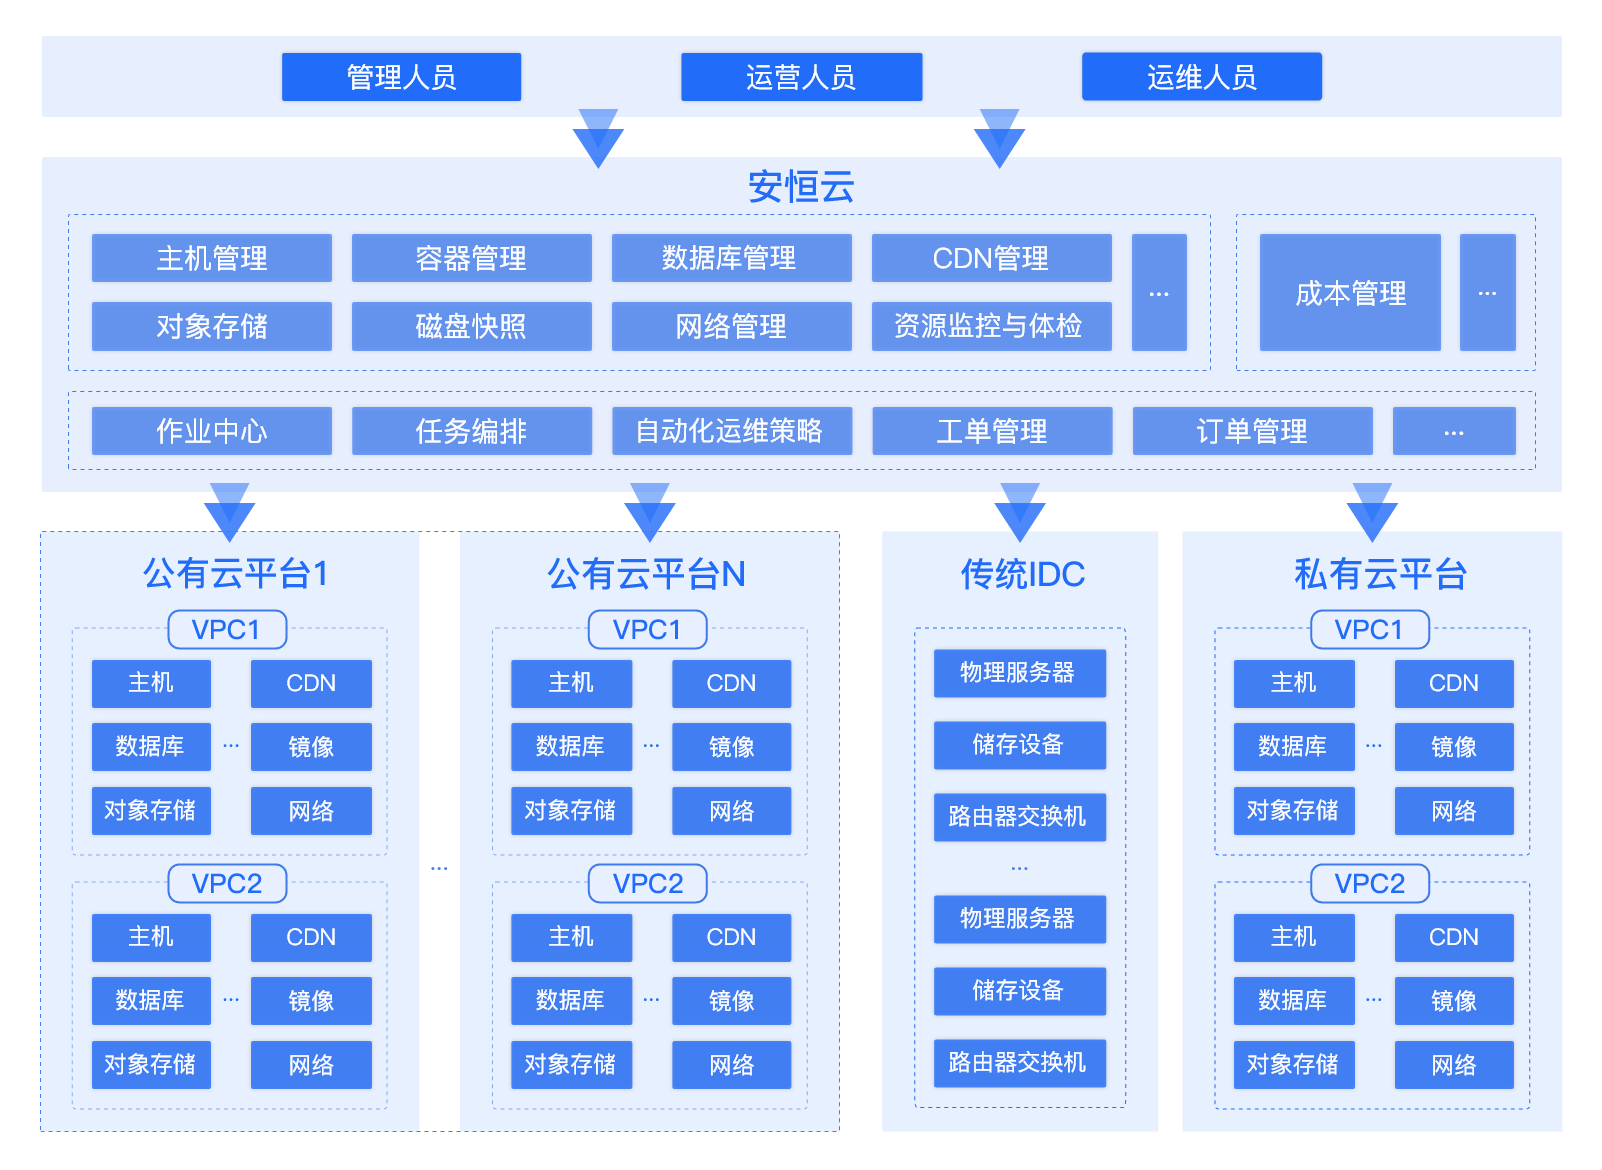 管理人员
运营人员
运维人员
安恒云
主机管理
容器管理
数据库管理
CDN管理
...
对象存储
磁盘快照
网络管理
资源监控与体检
成本管理
...
作业中心
任务编排
自动化运维策略
工单管理
订单管理
...
公有云平台1
VPC1
主机
CDN
数据库
...
镜像
对象存储
网络
VPC2
主机
CDN
数据库
...
镜像
对象存储
网络
...
公有云平台N
VPC1
主机
CDN
数据库
...
镜像
对象存储
网络
VPC2
主机
CDN
数据库
...
镜像
对象存储
网络
传统IDC
物理服务器
储存设备
路由器交换机
...
物理服务器
储存设备
路由器交换机
私有云平台
VPC1
主机
CDN
数据库
...
镜像
对象存储
网络
VPC2
主机
CDN
数据库
...
镜像
对象存储
网络